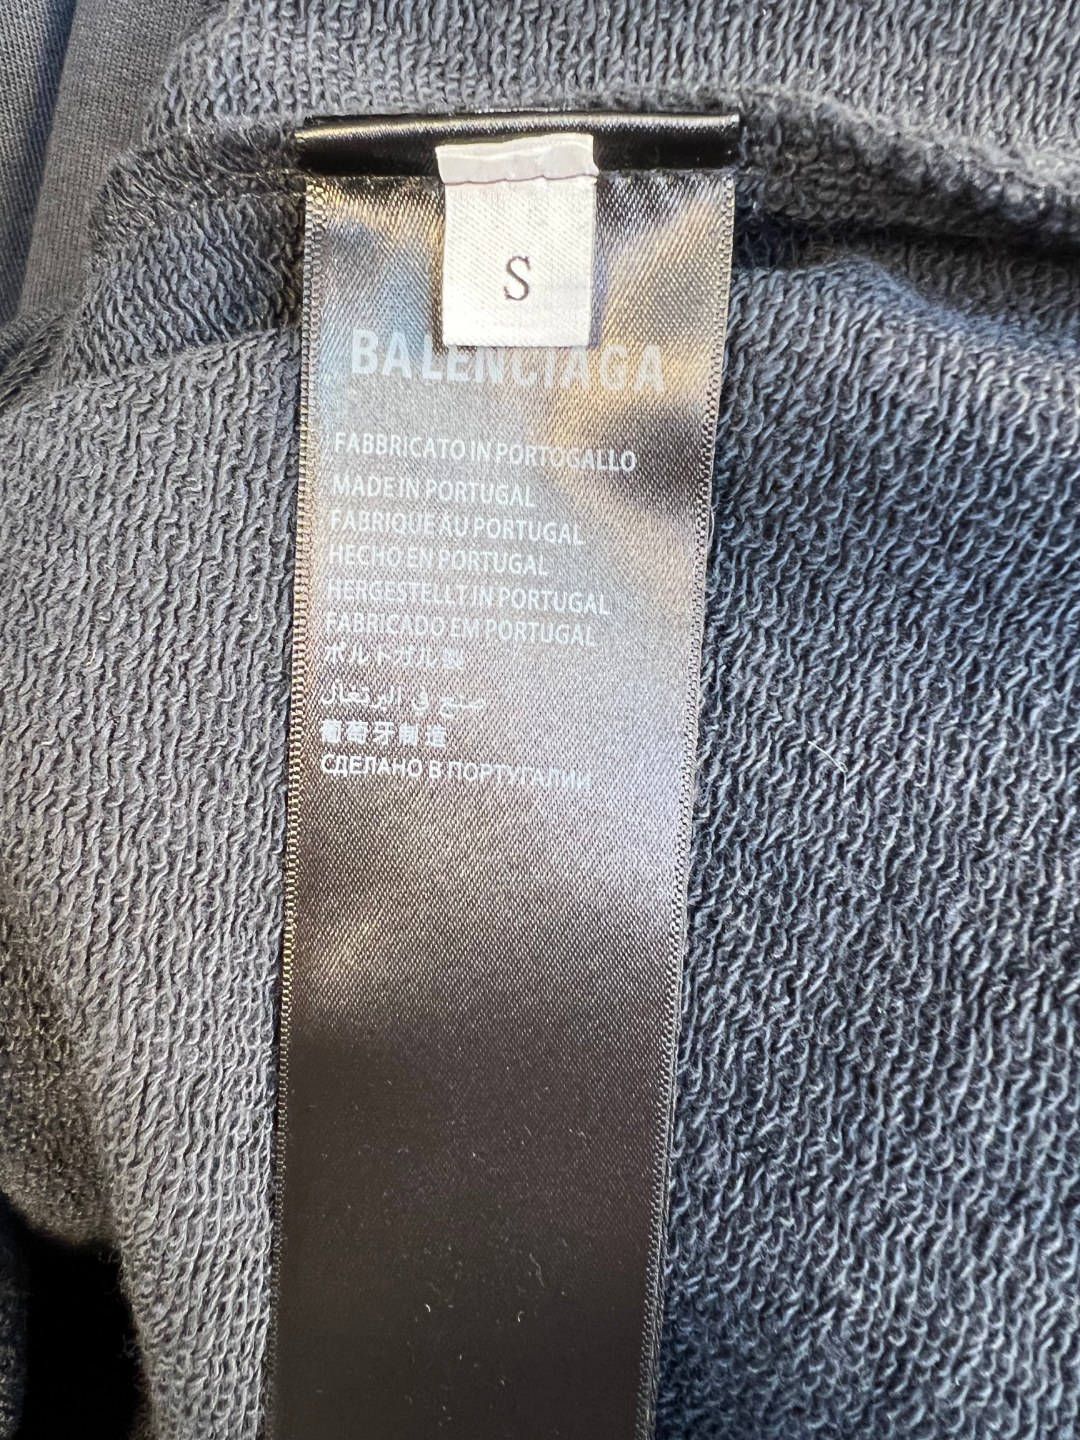 S
BALENCIAGA
FABBRICATO IN PORTOGALLO
MADE IN PORTUGAL
FABRIQUE AU PORTUGAL
HECHO EN PORTUGAL
HERGESTELLT IN PORTUGAL
FABRICADO EM PORTUGAL
ポルトガル製
صنع في البرتغال
葡萄牙制造
СДЕЛАНО В ПОРТУГАЛИИ